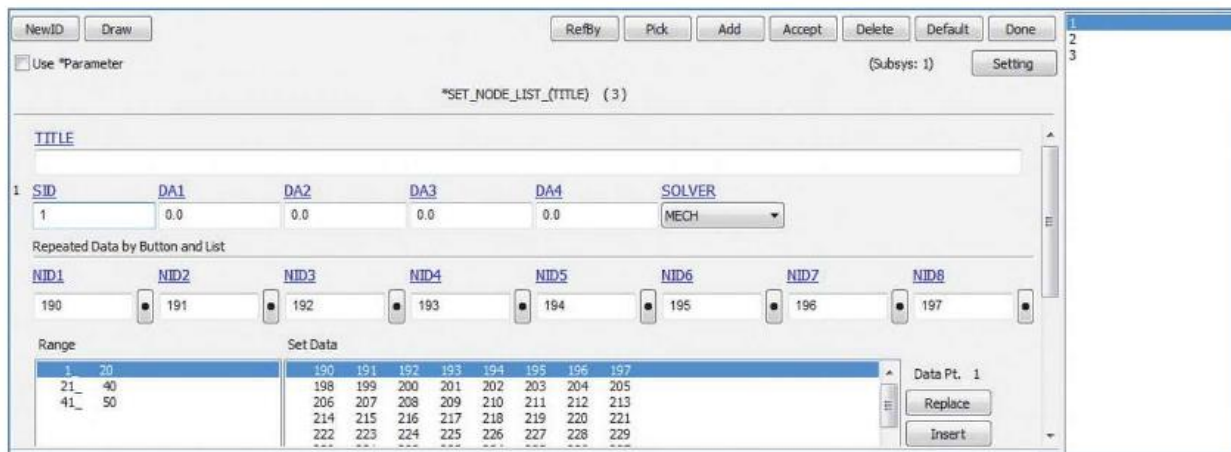 NewID Draw RefBy Pick Add Accept Delete Default Done
Use *Parameter (Subsys: 1) Setting
*SET_NODE_LIST_(TITLE) (3)
TITLE
1 SID DA1 DA2 DA3 DA4 SOLVER
1 0.0 0.0 0.0 0.0 MECH
Repeated Data by Button and List
NID1 NID2 NID3 NID4 NID5 NID6 NID7 NID8
190 191 192 193 194 195 196 197
Range Set Data
1_ 20 190 191 192 193 194 195 196 197 Data Pt. 1
21_ 40 198 199 200 201 202 203 204 205
41_ 50 206 207 208 209 210 211 212 213 Replace
214 215 216 217 218 219 220 221
222 223 224 225 226 227 228 229 Insert
1
2
3